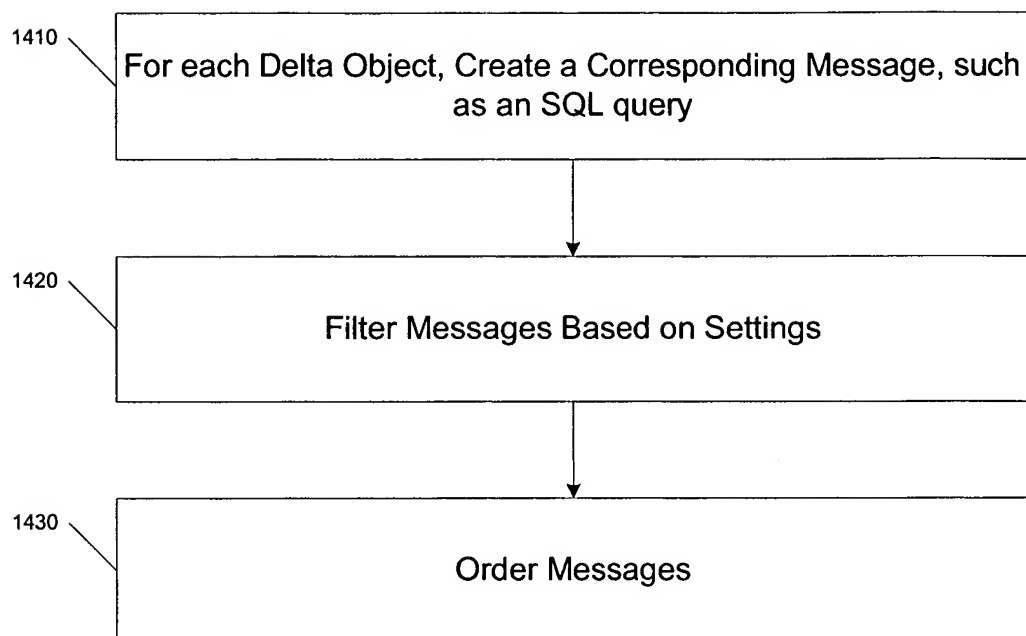 1410
For each Delta Object, Create a Corresponding Message, such
as an SQL query
1420
Filter Messages Based on Settings
1430
Order Messages